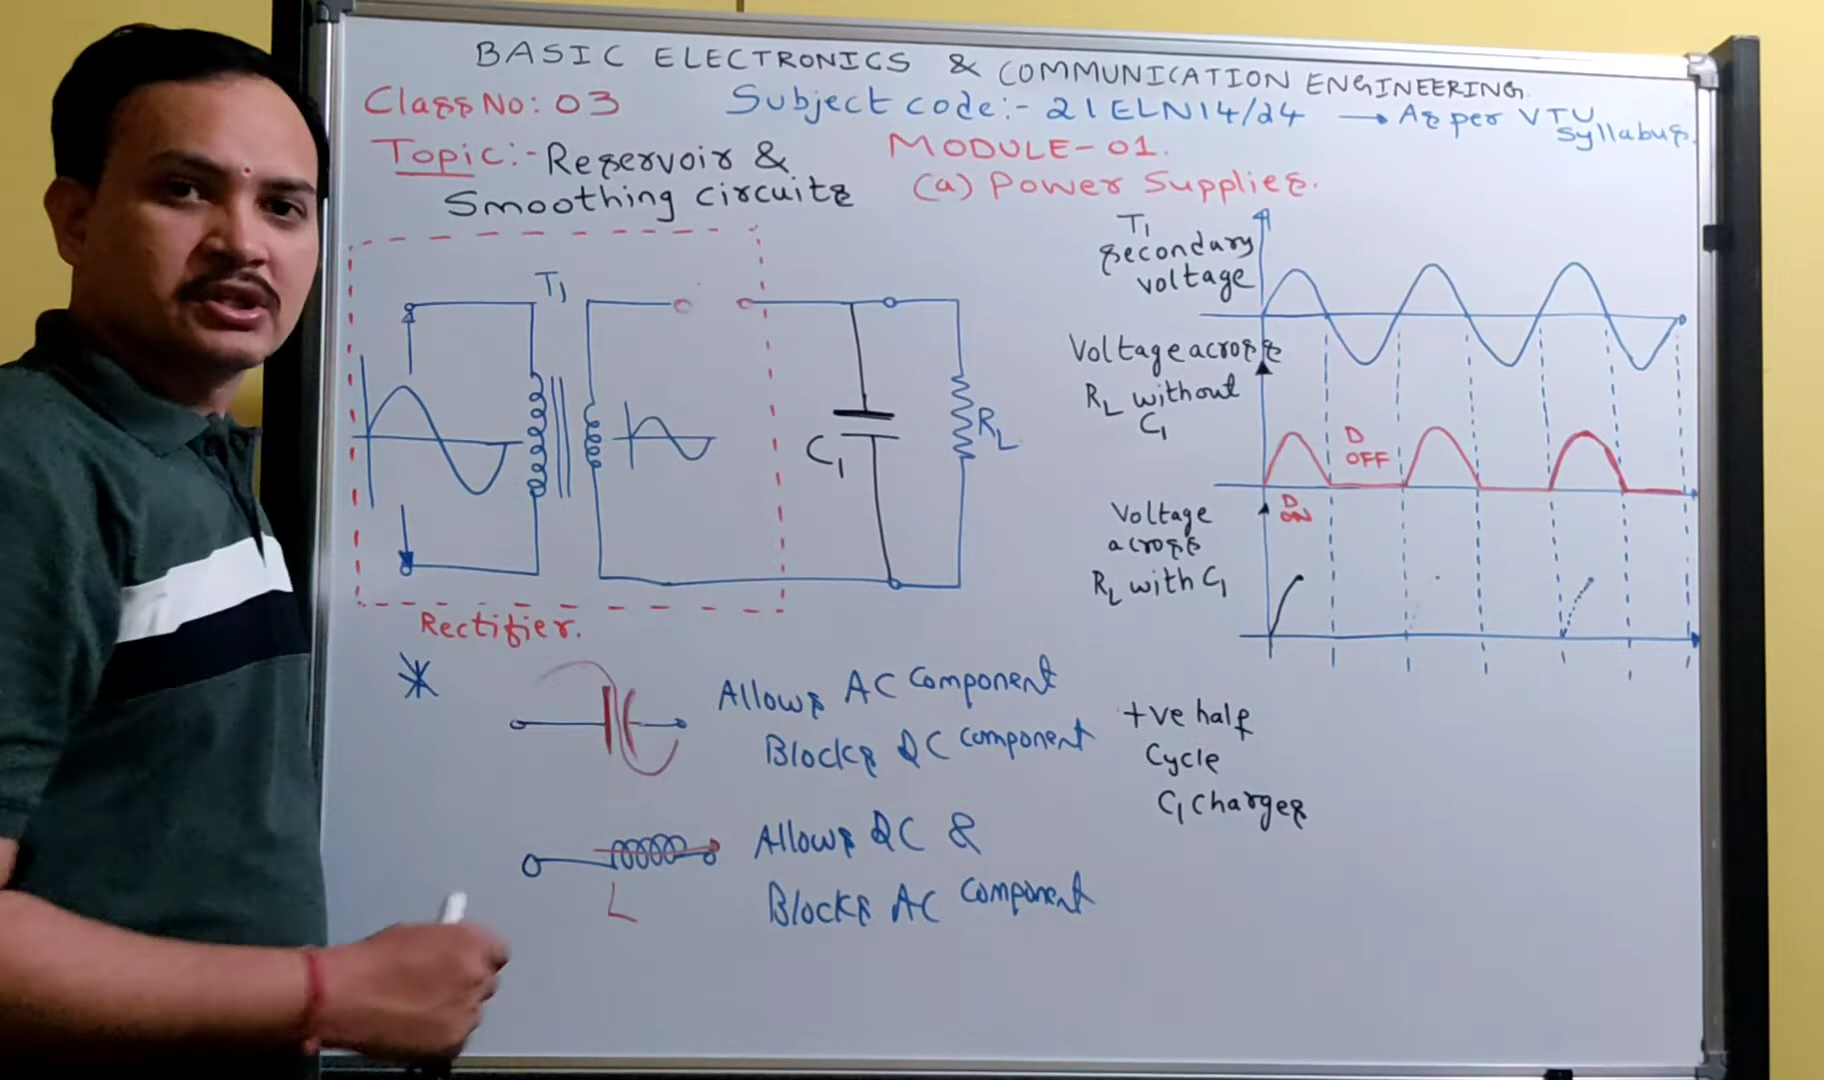 BASIC ELECTRONICS & COMMUNICATION ENGINEERING
Class No: 03
Subject code:- 21ELN14/24 → As per VTU Syllabus.
Topic:- Reservoir &
Smoothing circuits
MODULE-01.
(a) Power Supplies.
T1
secondary
voltage
T1
Voltage across
RL without
C1
D
OFF
D
ON
C1
RL
Voltage
across
RL with C1
Rectifier.
Allows AC Component
Blocks DC component
+ve half
Cycle
C1 charges
Allows DC &
Blocks AC component
L